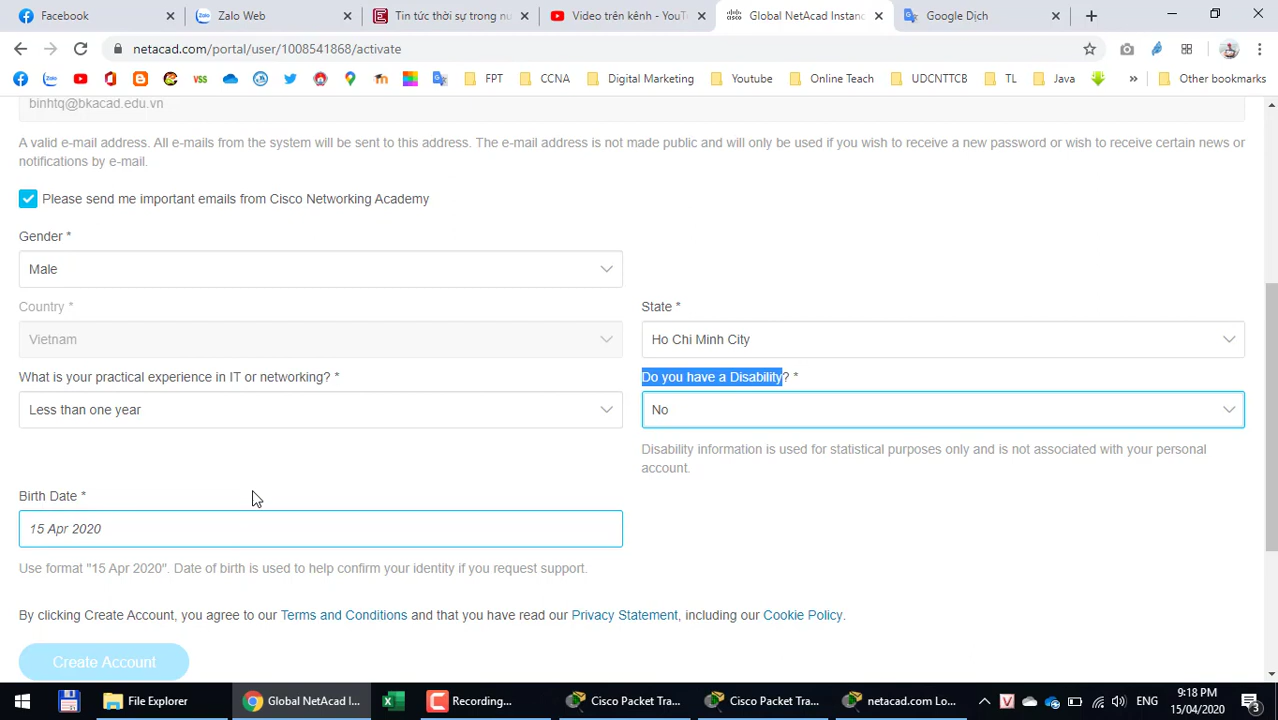 Facebook
Zalo Web
Tin tức thời sự trong nu
Video trên kênh - YouT
Global NetAcad Instanc
Google Dịch
netacad.com/portal/user/1008541868/activate
FPT
CCNA
Digital Marketing
Youtube
Online Teach
UDCNTTCB
TL
Java
»
Other bookmarks
binhtq@bkacad.edu.vn
A valid e-mail address. All e-mails from the system will be sent to this address. The e-mail address is not made public and will only be used if you wish to receive a new password or wish to receive certain news or
notifications by e-mail.
Please send me important emails from Cisco Networking Academy
Gender *
Male
Country *
State *
Vietnam
Ho Chi Minh City
What is your practical experience in IT or networking? *
Do you have a Disability? *
Less than one year
No
Disability information is used for statistical purposes only and is not associated with your personal
account.
Birth Date *
15 Apr 2020
Use format "15 Apr 2020". Date of birth is used to help confirm your identity if you request support.
By clicking Create Account, you agree to our Terms and Conditions and that you have read our Privacy Statement, including our Cookie Policy.
Create Account
File Explorer
Global NetAcad I...
Recording...
Cisco Packet Tra...
Cisco Packet Tra...
netacad.com Lo...
ENG
9:18 PM
15/04/2020
3